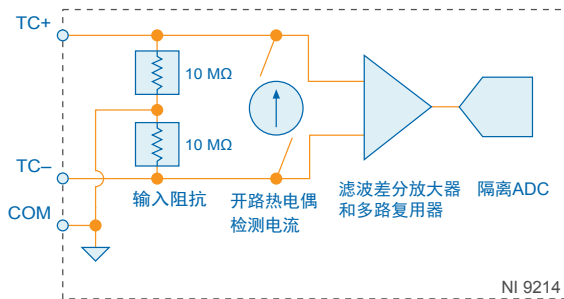 TC+
10 MΩ
10 MΩ
TC–
COM
输入阻抗
开路热电偶
检测电流
滤波差分放大器
和多路复用器
隔离ADC
NI 9214